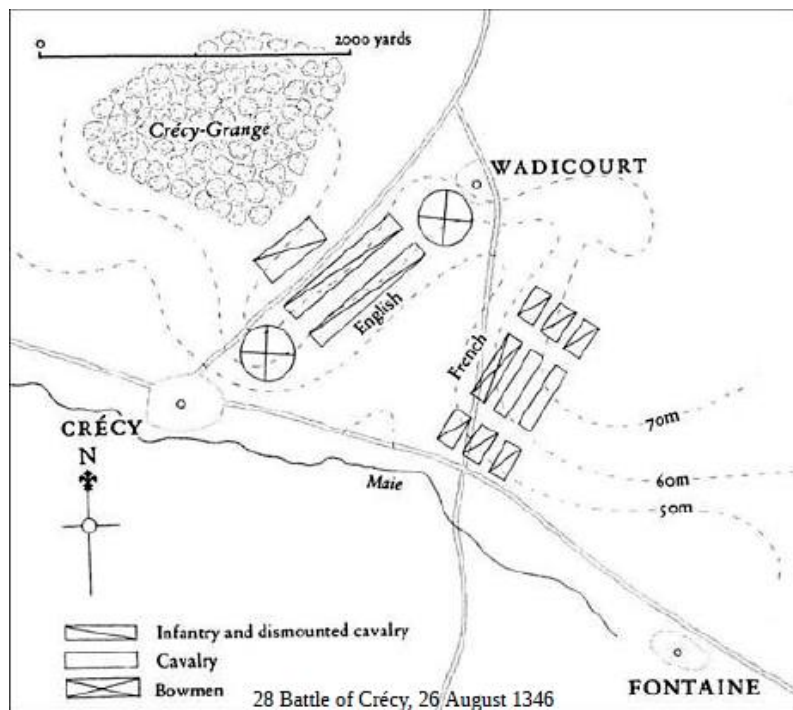 2000 yards
Crécy-Grange
WADICOURT
English
French
CRÉCY
N
Maie
70m
60m
50m
Infantry and dismounted cavalry
Cavalry
Bowmen
FONTAINE
28 Battle of Crécy, 26 August 1346